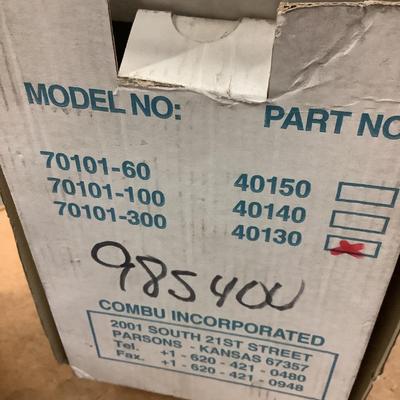 MODEL NO: PART NO
70101-60 40150
70101-100 40140
70101-300 40130
98540U
COMBU INCORPORATED
2001 SOUTH 21ST STREET
PARSONS - KANSAS 67357
Tel. +1 - 620 - 421 - 0480
Fax. +1 - 620 - 421 - 0948